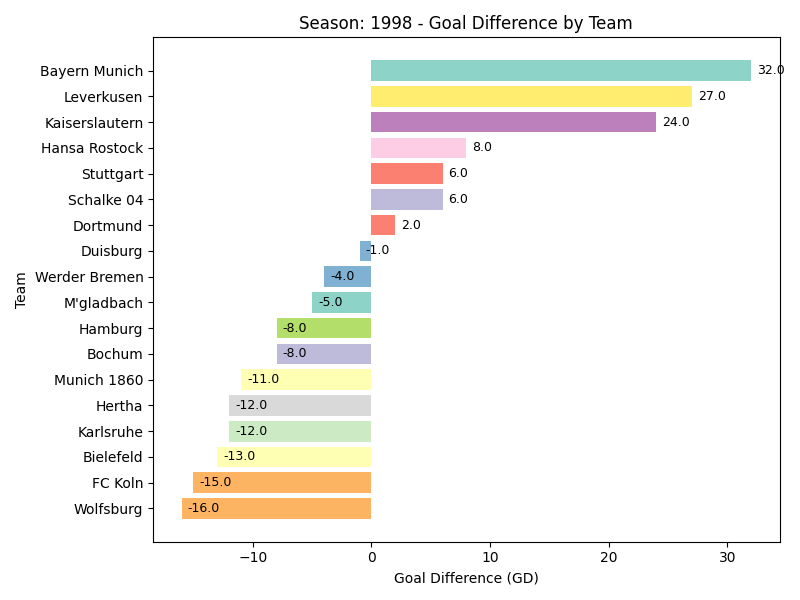 Season: 1998 - Goal Difference by Team
Bayern Munich 32.0
Leverkusen 27.0
Kaiserslautern 24.0
Hansa Rostock 8.0
Stuttgart 6.0
Schalke 04 6.0
Dortmund 2.0
Duisburg -1.0
Werder Bremen -4.0
M'gladbach -5.0
Hamburg -8.0
Bochum -8.0
Munich 1860 -11.0
Hertha -12.0
Karlsruhe -12.0
Bielefeld -13.0
FC Koln -15.0
Wolfsburg -16.0
Team
−10 0 10 20 30
Goal Difference (GD)